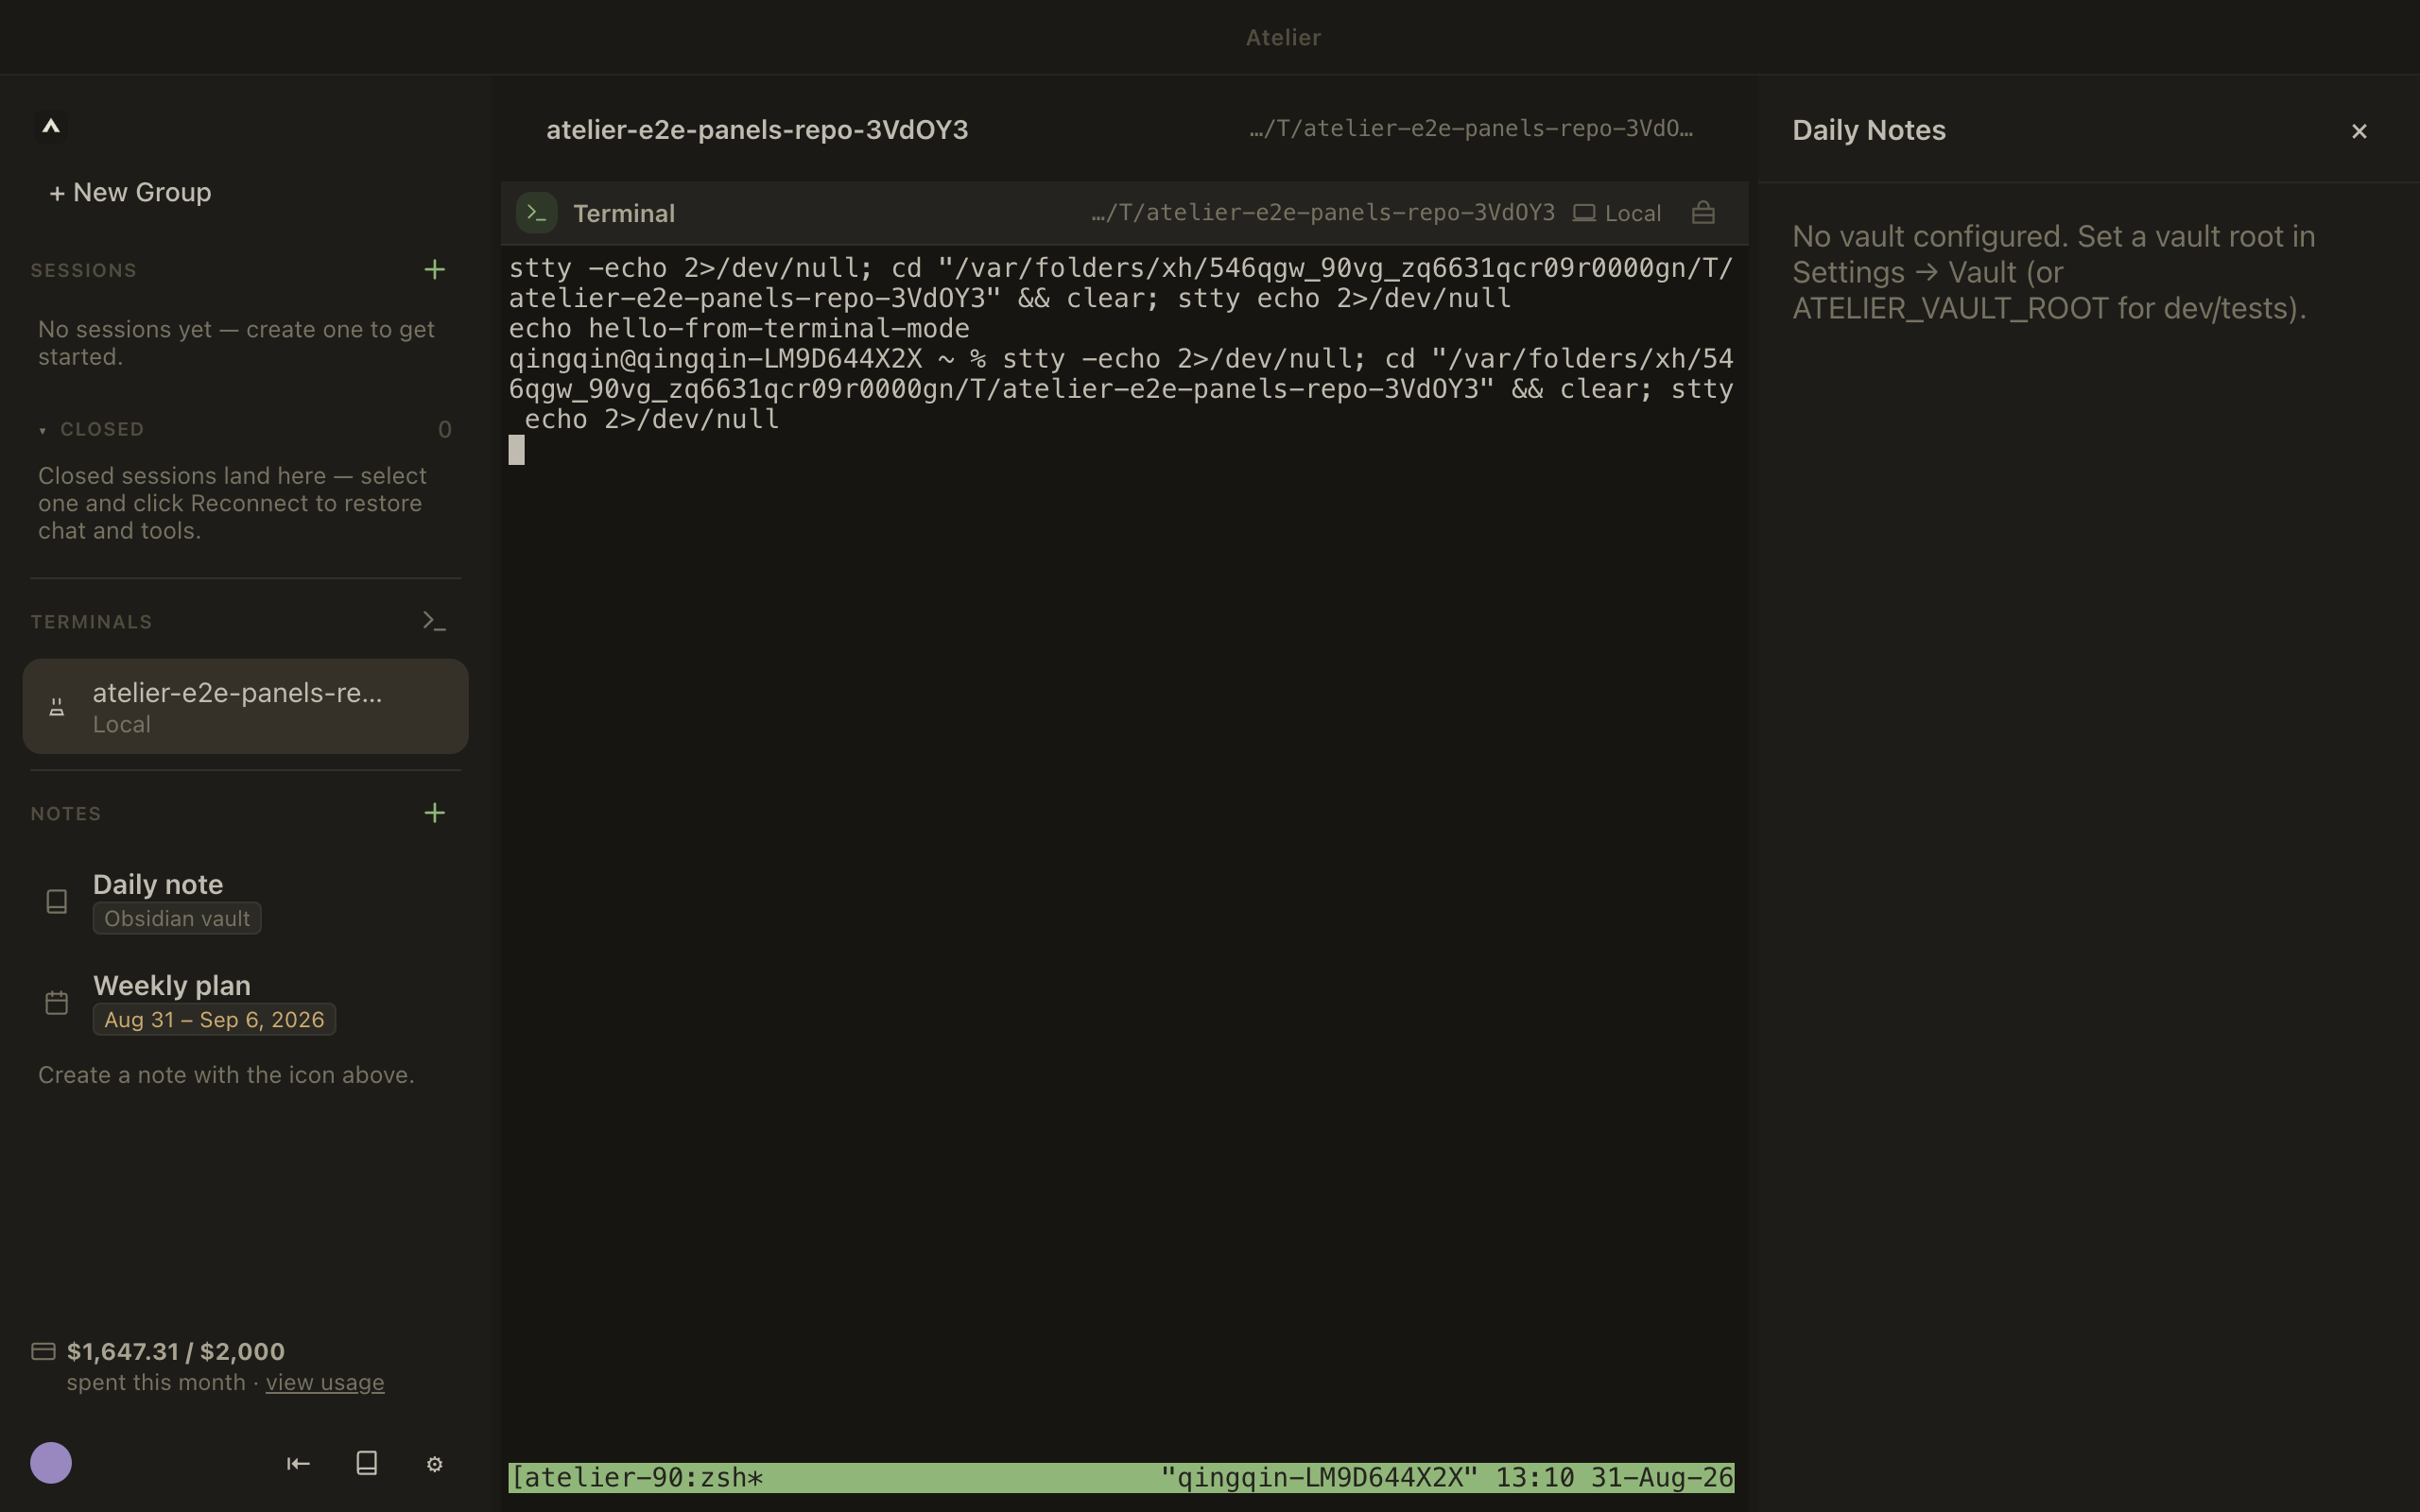 Atelier
+ New Group
SESSIONS
No sessions yet — create one to get
started.
CLOSED 0
Closed sessions land here — select
one and click Reconnect to restore
chat and tools.
TERMINALS
atelier-e2e-panels-re...
Local
NOTES
Daily note
Obsidian vault
Weekly plan
Aug 31 – Sep 6, 2026
Create a note with the icon above.
$1,647.31 / $2,000
spent this month · view usage
atelier-e2e-panels-repo-3VdOY3 …/T/atelier-e2e-panels-repo-3VdO…
Terminal …/T/atelier-e2e-panels-repo-3VdOY3 Local
stty -echo 2>/dev/null; cd "/var/folders/xh/546qgw_90vg_zq6631qcr09r0000gn/T/
atelier-e2e-panels-repo-3VdOY3" && clear; stty echo 2>/dev/null
echo hello-from-terminal-mode
qingqin@qingqin-LM9D644X2X ~ % stty -echo 2>/dev/null; cd "/var/folders/xh/54
6qgw_90vg_zq6631qcr09r0000gn/T/atelier-e2e-panels-repo-3VdOY3" && clear; stty
 echo 2>/dev/null
[atelier-90:zsh* "qingqin-LM9D644X2X" 13:10 31-Aug-26
Daily Notes
No vault configured. Set a vault root in
Settings → Vault (or
ATELIER_VAULT_ROOT for dev/tests).